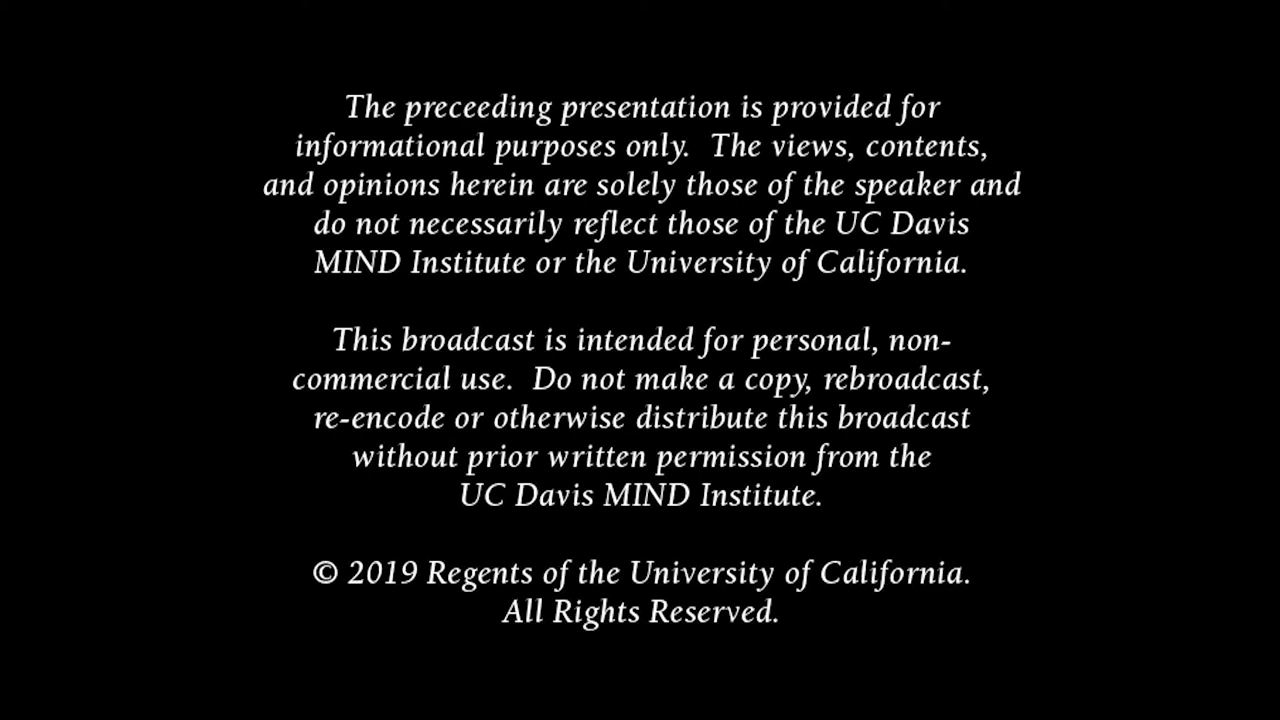 The preceeding presentation is provided for
informational purposes only.  The views, contents,
and opinions herein are solely those of the speaker and
do not necessarily reflect those of the UC Davis
MIND Institute or the University of California.
This broadcast is intended for personal, non-
commercial use.  Do not make a copy, rebroadcast,
re-encode or otherwise distribute this broadcast
without prior written permission from the
UC Davis MIND Institute.
© 2019 Regents of the University of California.
All Rights Reserved.